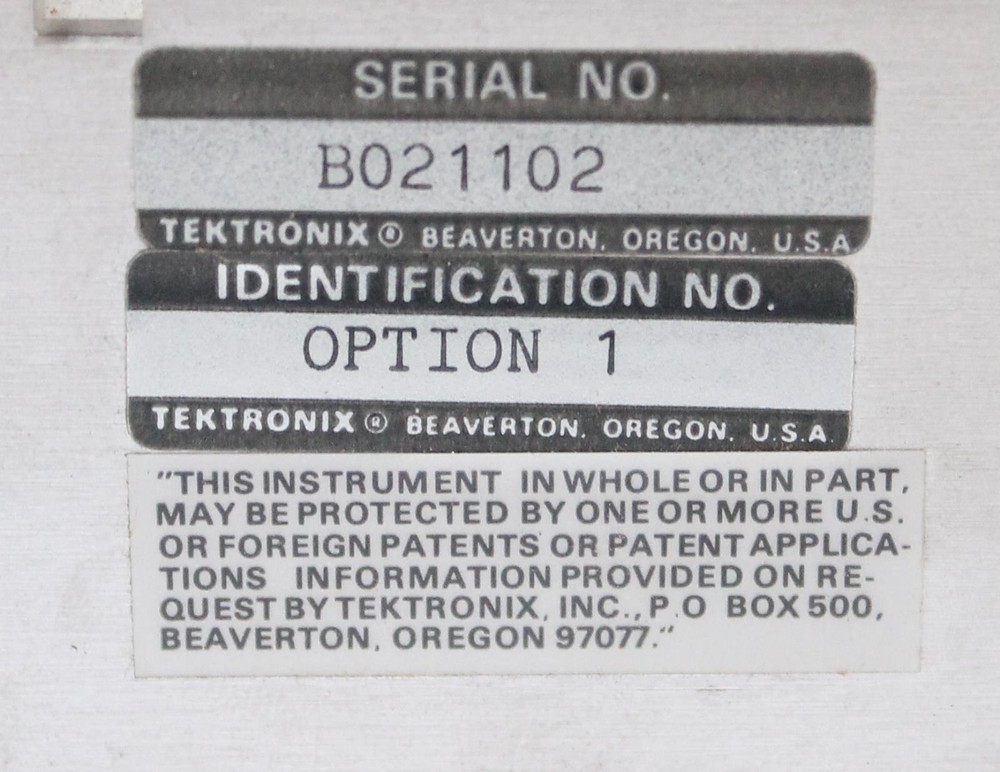 SERIAL NO.
B021102
TEKTRONIX® BEAVERTON, OREGON, U.S.A
IDENTIFICATION NO.
OPTION 1
TEKTRONIX® BEAVERTON, OREGON, U.S.A.
"THIS INSTRUMENT IN WHOLE OR IN PART,
MAY BE PROTECTED BY ONE OR MORE U.S.
OR FOREIGN PATENTS OR PATENT APPLICA-
TIONS INFORMATION PROVIDED ON RE-
QUEST BY TEKTRONIX, INC., P.O BOX 500,
BEAVERTON, OREGON 97077."